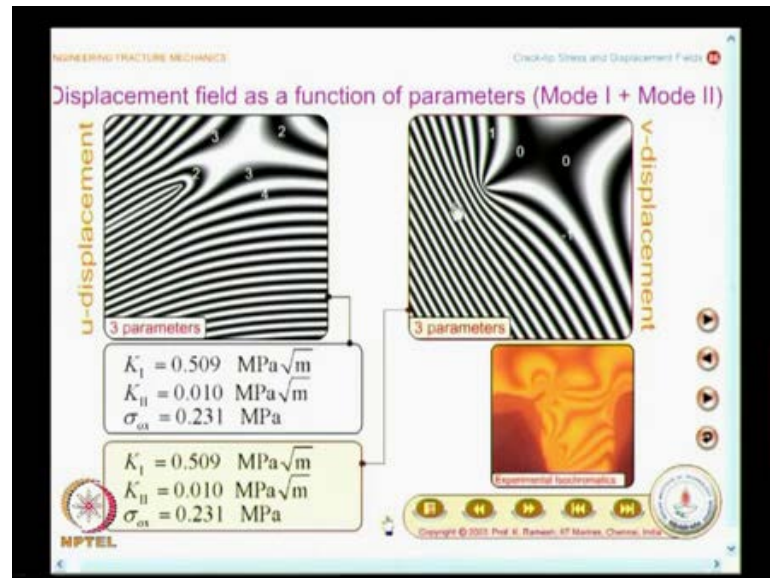 NGINEERING FRACTURE MECHANICS
Crack-tip Stress and Displacement Fields
Displacement field as a function of parameters (Mode I + Mode II)
u-displacement
3
2
2
3
4
3 parameters
1
0
0
-1
3 parameters
v-displacement
K_I = 0.509 MPa√m
K_II = 0.010 MPa√m
σ_ox = 0.231 MPa
K_I = 0.509 MPa√m
K_II = 0.010 MPa√m
σ_ox = 0.231 MPa
Experimental Isochromatics
NPTEL
Copyright © 2003 Prof. K. Ramesh, IIT Madras, Chennai, India